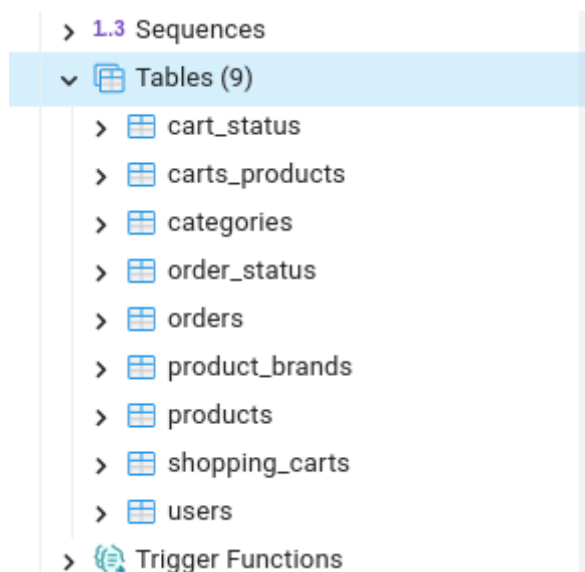 1..3 Sequences
Tables (9)
cart_status
carts_products
categories
order_status
orders
product_brands
products
shopping_carts
users
Trigger Functions